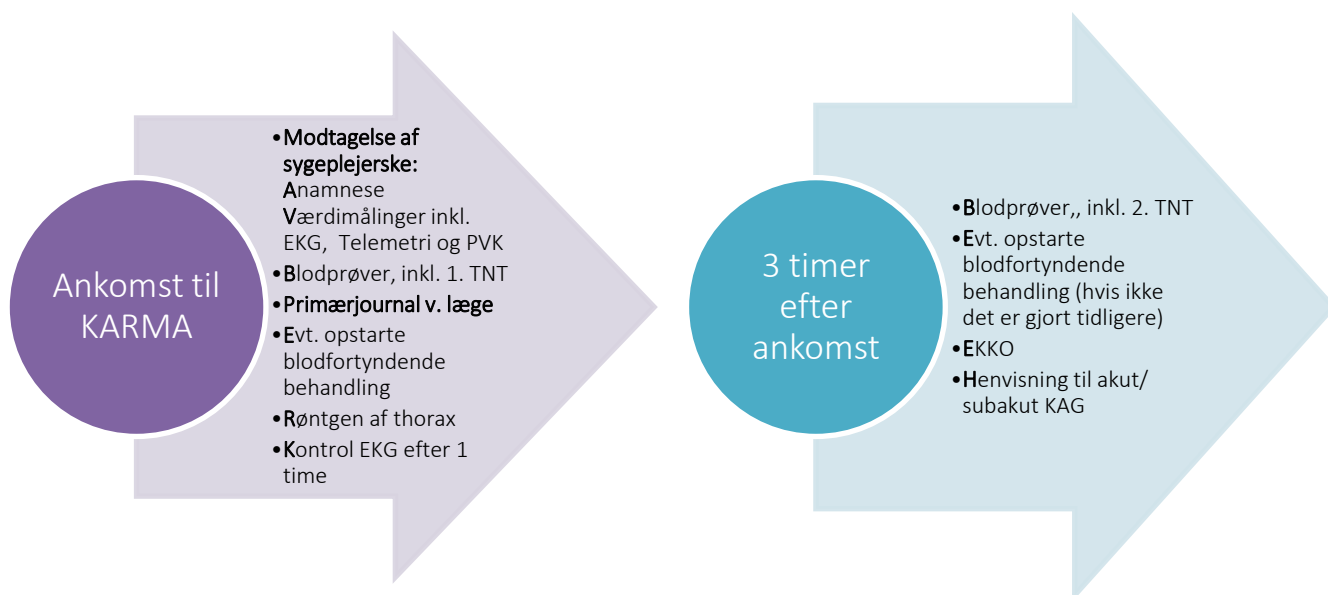 Ankomst til
KARMA
•Modtagelse af
sygeplejerske:
Anamnese
Værdimålinger inkl.
EKG, Telemetri og PVK
•Blodprøver, inkl. 1. TNT
•Primærjournal v. læge
•Evt. opstarte
blodfortyndende
behandling
•Røntgen af thorax
•Kontrol EKG efter 1
time
3 timer
efter
ankomst
•Blodprøver,, inkl. 2. TNT
•Evt. opstarte
blodfortyndende
behandling (hvis ikke
det er gjort tidligere)
•EKKO
•Henvisning til akut/
subakut KAG